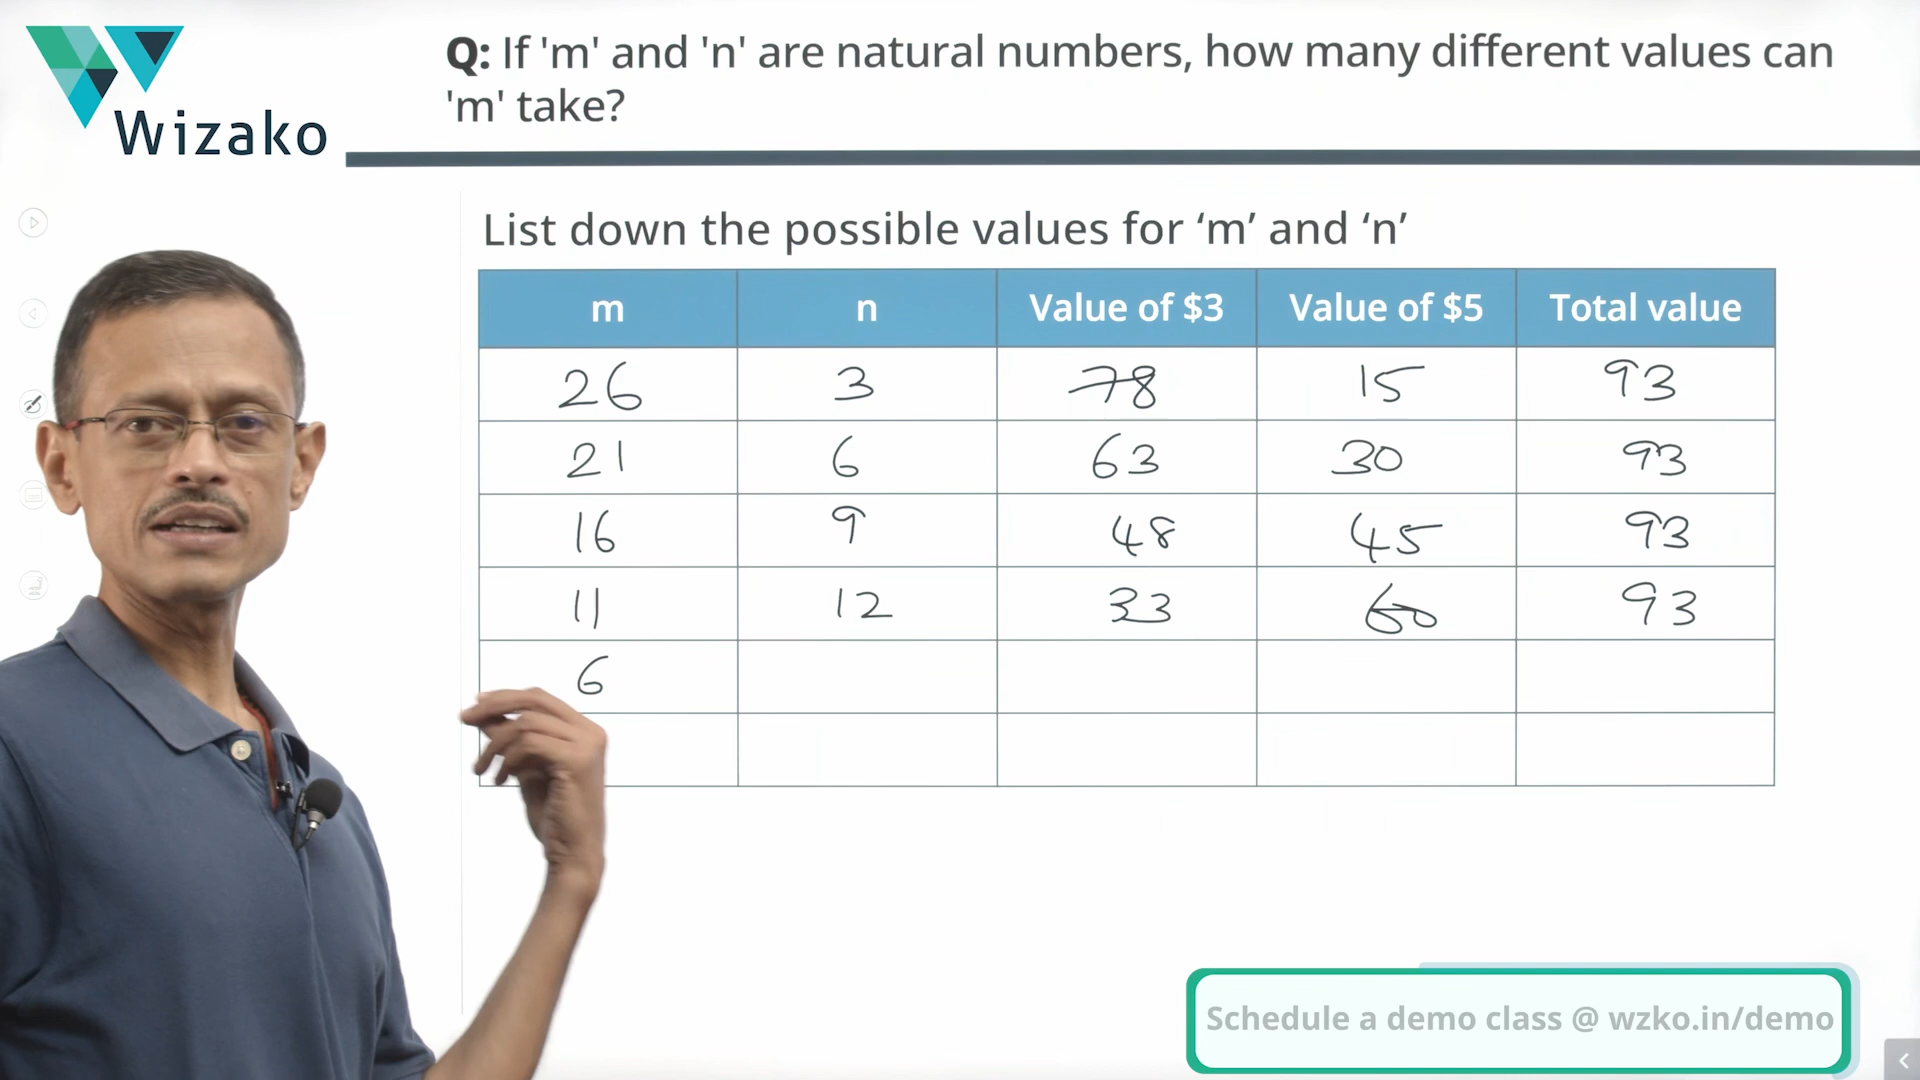 Wizako
Q: If 'm' and 'n' are natural numbers, how many different values can
'm' take?
List down the possible values for ‘m’ and ‘n’
m n Value of $3 Value of $5 Total value
26 3 78 15 93
21 6 63 30 93
16 9 48 45 93
11 12 33 60 93
6
Schedule a demo class @ wzko.in/demo